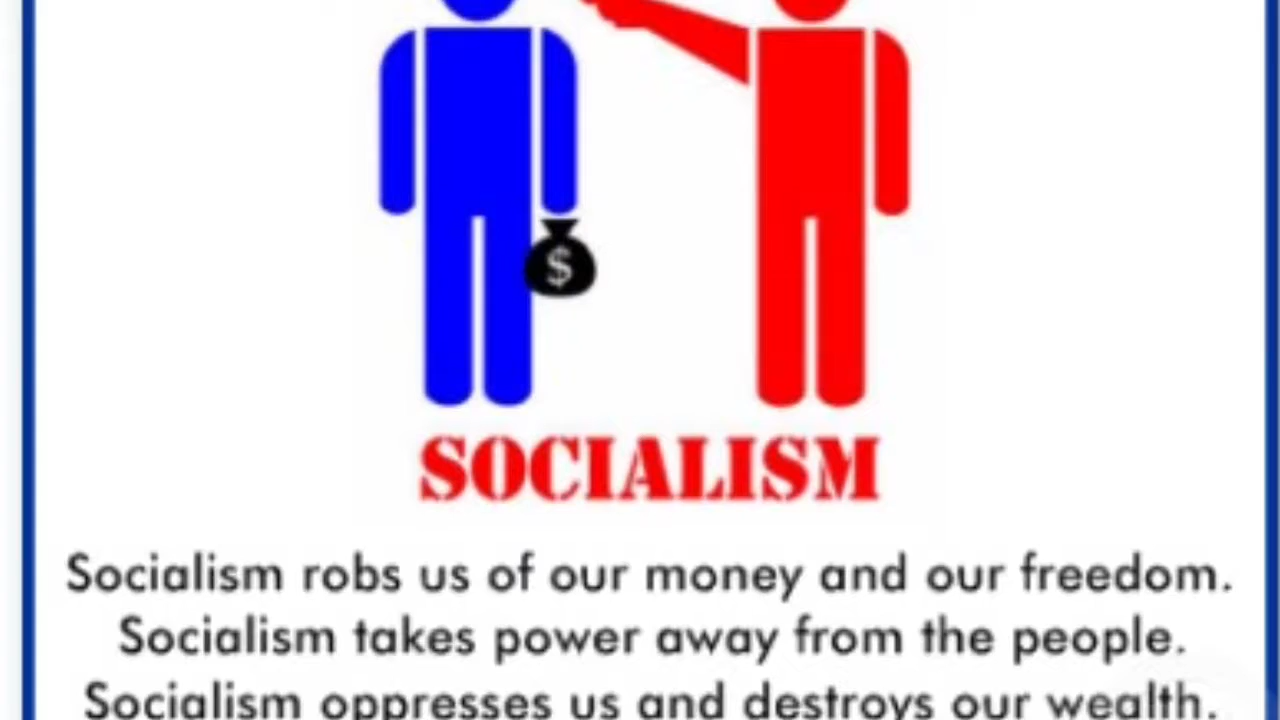 $
SOCIALISM
Socialism robs us of our money and our freedom.
Socialism takes power away from the people.
Socialism oppresses us and destroys our wealth.